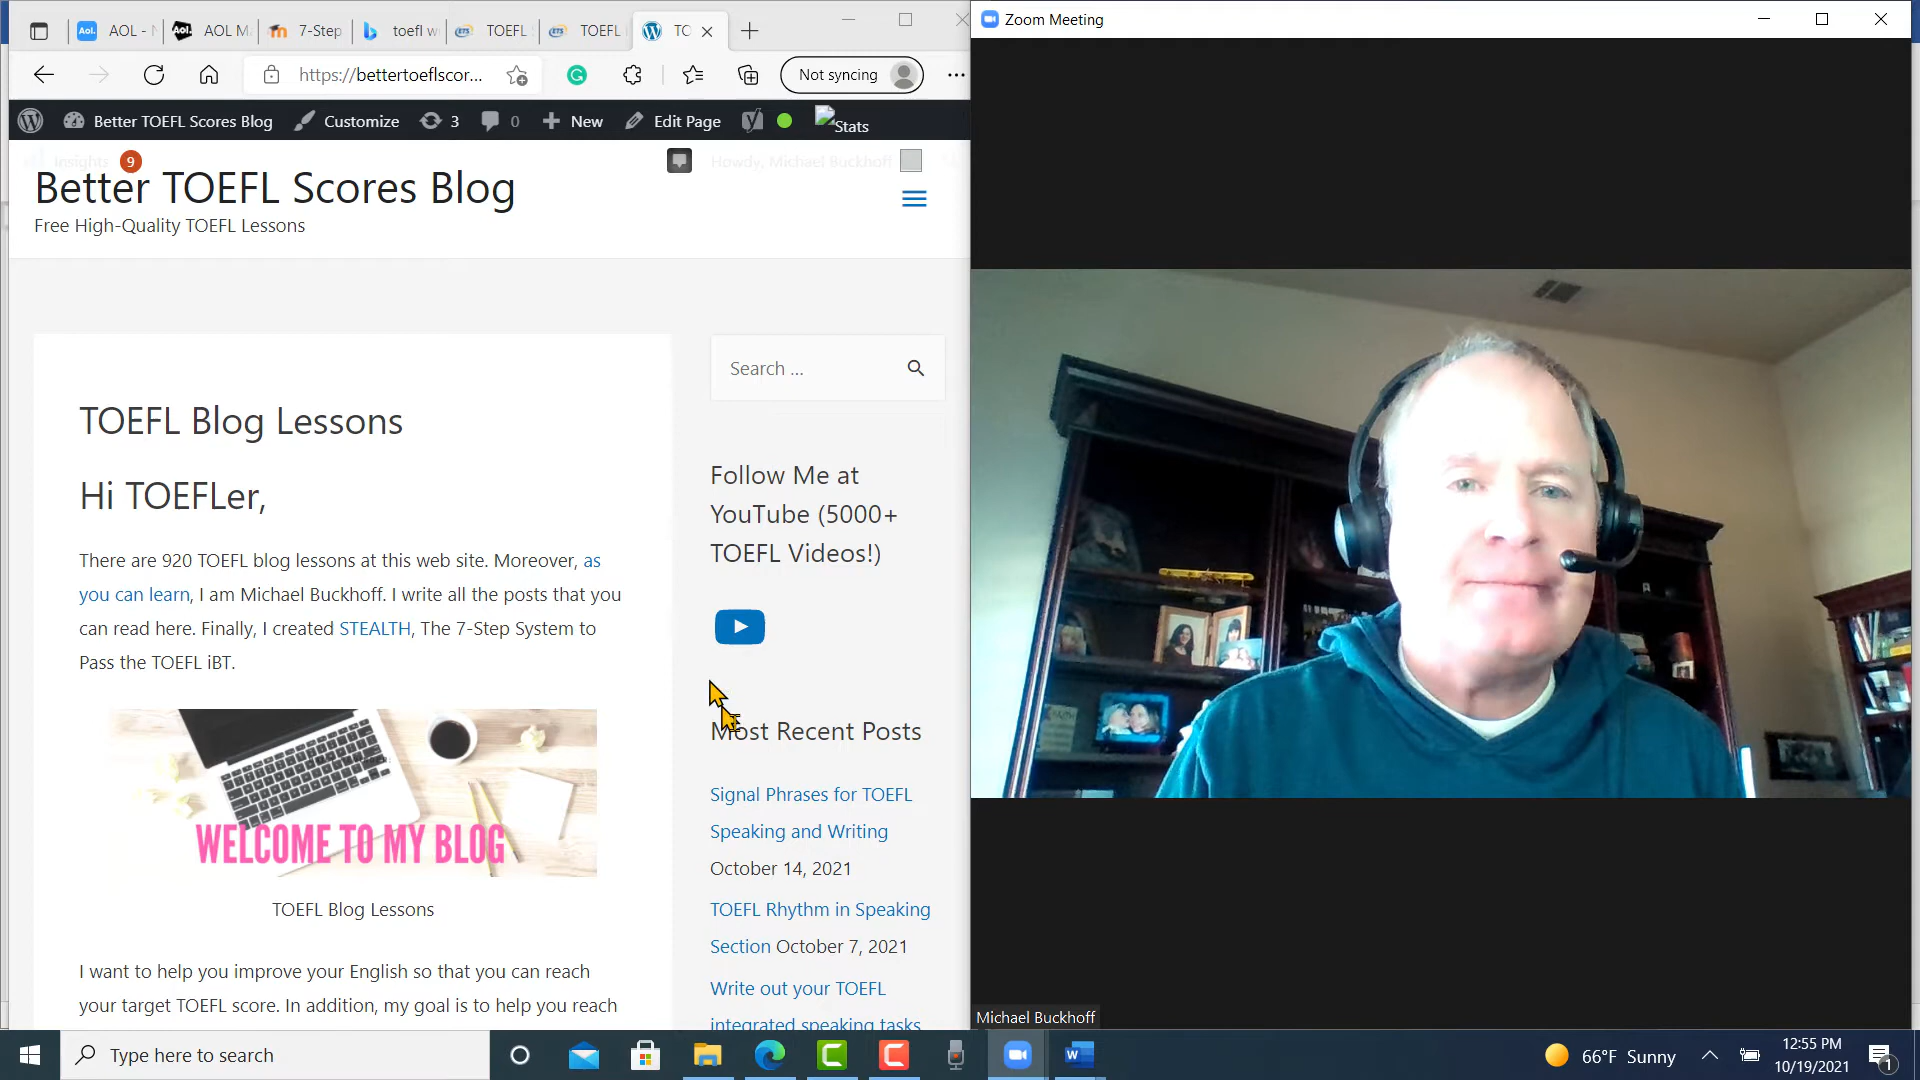 AOL - N
AOL Ma
7-Step
toefl w
TOEFL
TOEFL
TO
https://bettertoeflscor...
Not syncing
Better TOEFL Scores Blog
Customize
3
0
New
Edit Page
Stats
Insights 9
Howdy, Michael Buckhoff
Better TOEFL Scores Blog
Free High-Quality TOEFL Lessons
TOEFL Blog Lessons
Hi TOEFLer,
There are 920 TOEFL blog lessons at this web site. Moreover, as
you can learn, I am Michael Buckhoff. I write all the posts that you
can read here. Finally, I created STEALTH, The 7-Step System to
Pass the TOEFL iBT.
WELCOME TO MY BLOG
TOEFL Blog Lessons
I want to help you improve your English so that you can reach
your target TOEFL score. In addition, my goal is to help you reach
Search ...
Follow Me at
YouTube (5000+
TOEFL Videos!)
Most Recent Posts
Signal Phrases for TOEFL
Speaking and Writing
October 14, 2021
TOEFL Rhythm in Speaking
Section October 7, 2021
Write out your TOEFL
integrated speaking tasks
Zoom Meeting
Michael Buckhoff
Type here to search
66°F Sunny
12:55 PM
10/19/2021
1